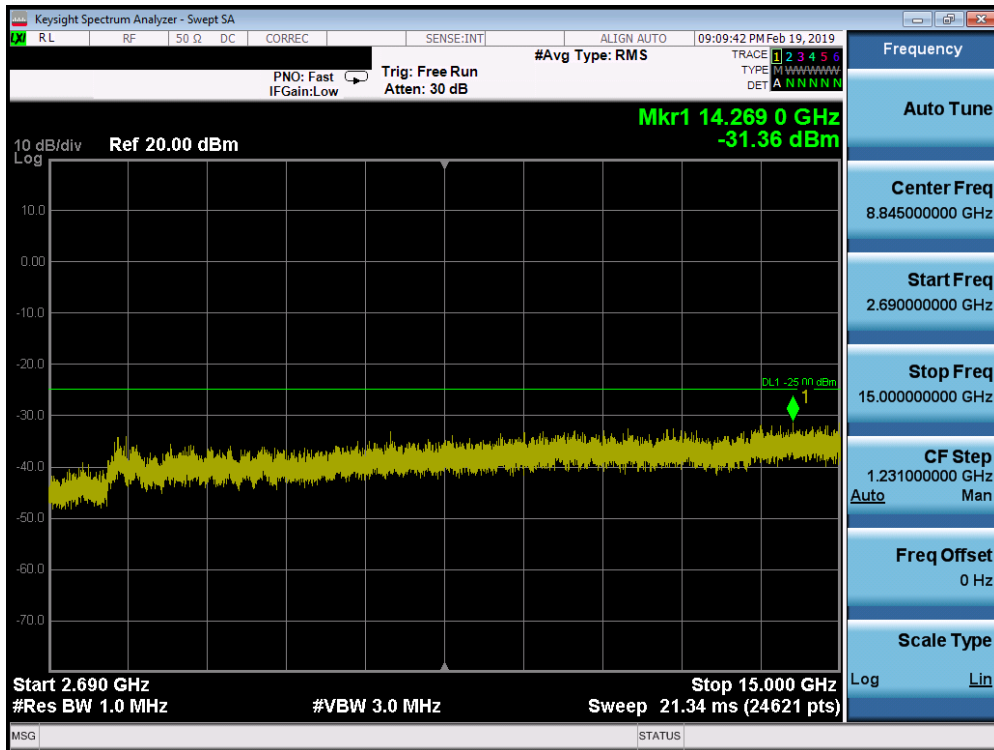 Keysight Spectrum Analyzer - Swept SA
LXI RL RF 50 Ω DC CORREC SENSE:INT ALIGN AUTO 09:09:42 PM Feb 19, 2019
Frequency
#Avg Type: RMS
TRACE 1 2 3 4 5 6
PNO: Fast
Trig: Free Run
TYPE M WWWWW
IFGain:Low
Atten: 30 dB
DET A N N N N N
Auto Tune
Mkr1 14.269 0 GHz
-31.36 dBm
10 dB/div
Ref 20.00 dBm
Log
Center Freq
8.845000000 GHz
10.0
0.00
-10.0
-20.0
-30.0
-40.0
-50.0
-60.0
-70.0
DL1 -25.00 dBm
1
Start Freq
2.690000000 GHz
Stop Freq
15.000000000 GHz
CF Step
1.231000000 GHz
Auto Man
Freq Offset
0 Hz
Scale Type
Log Lin
Start 2.690 GHz
Stop 15.000 GHz
#Res BW 1.0 MHz
#VBW 3.0 MHz
Sweep 21.34 ms (24621 pts)
MSG
STATUS